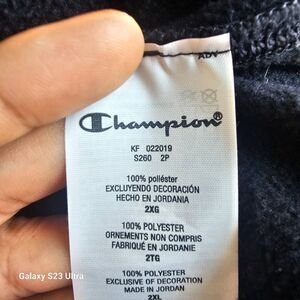 ADV
Champion®
KF 022019
S260 2P
100% poliéster
EXCLUYENDO DECORACIÓN
HECHO EN JORDANIA
2XG
100% POLYESTER
ORNEMENTS NON COMPRIS
FABRIQUÉ EN JORDANIE
2TG
100% POLYESTER
EXCLUSIVE OF DECORATION
MADE IN JORDAN
2XL
Galaxy S23 Ultra